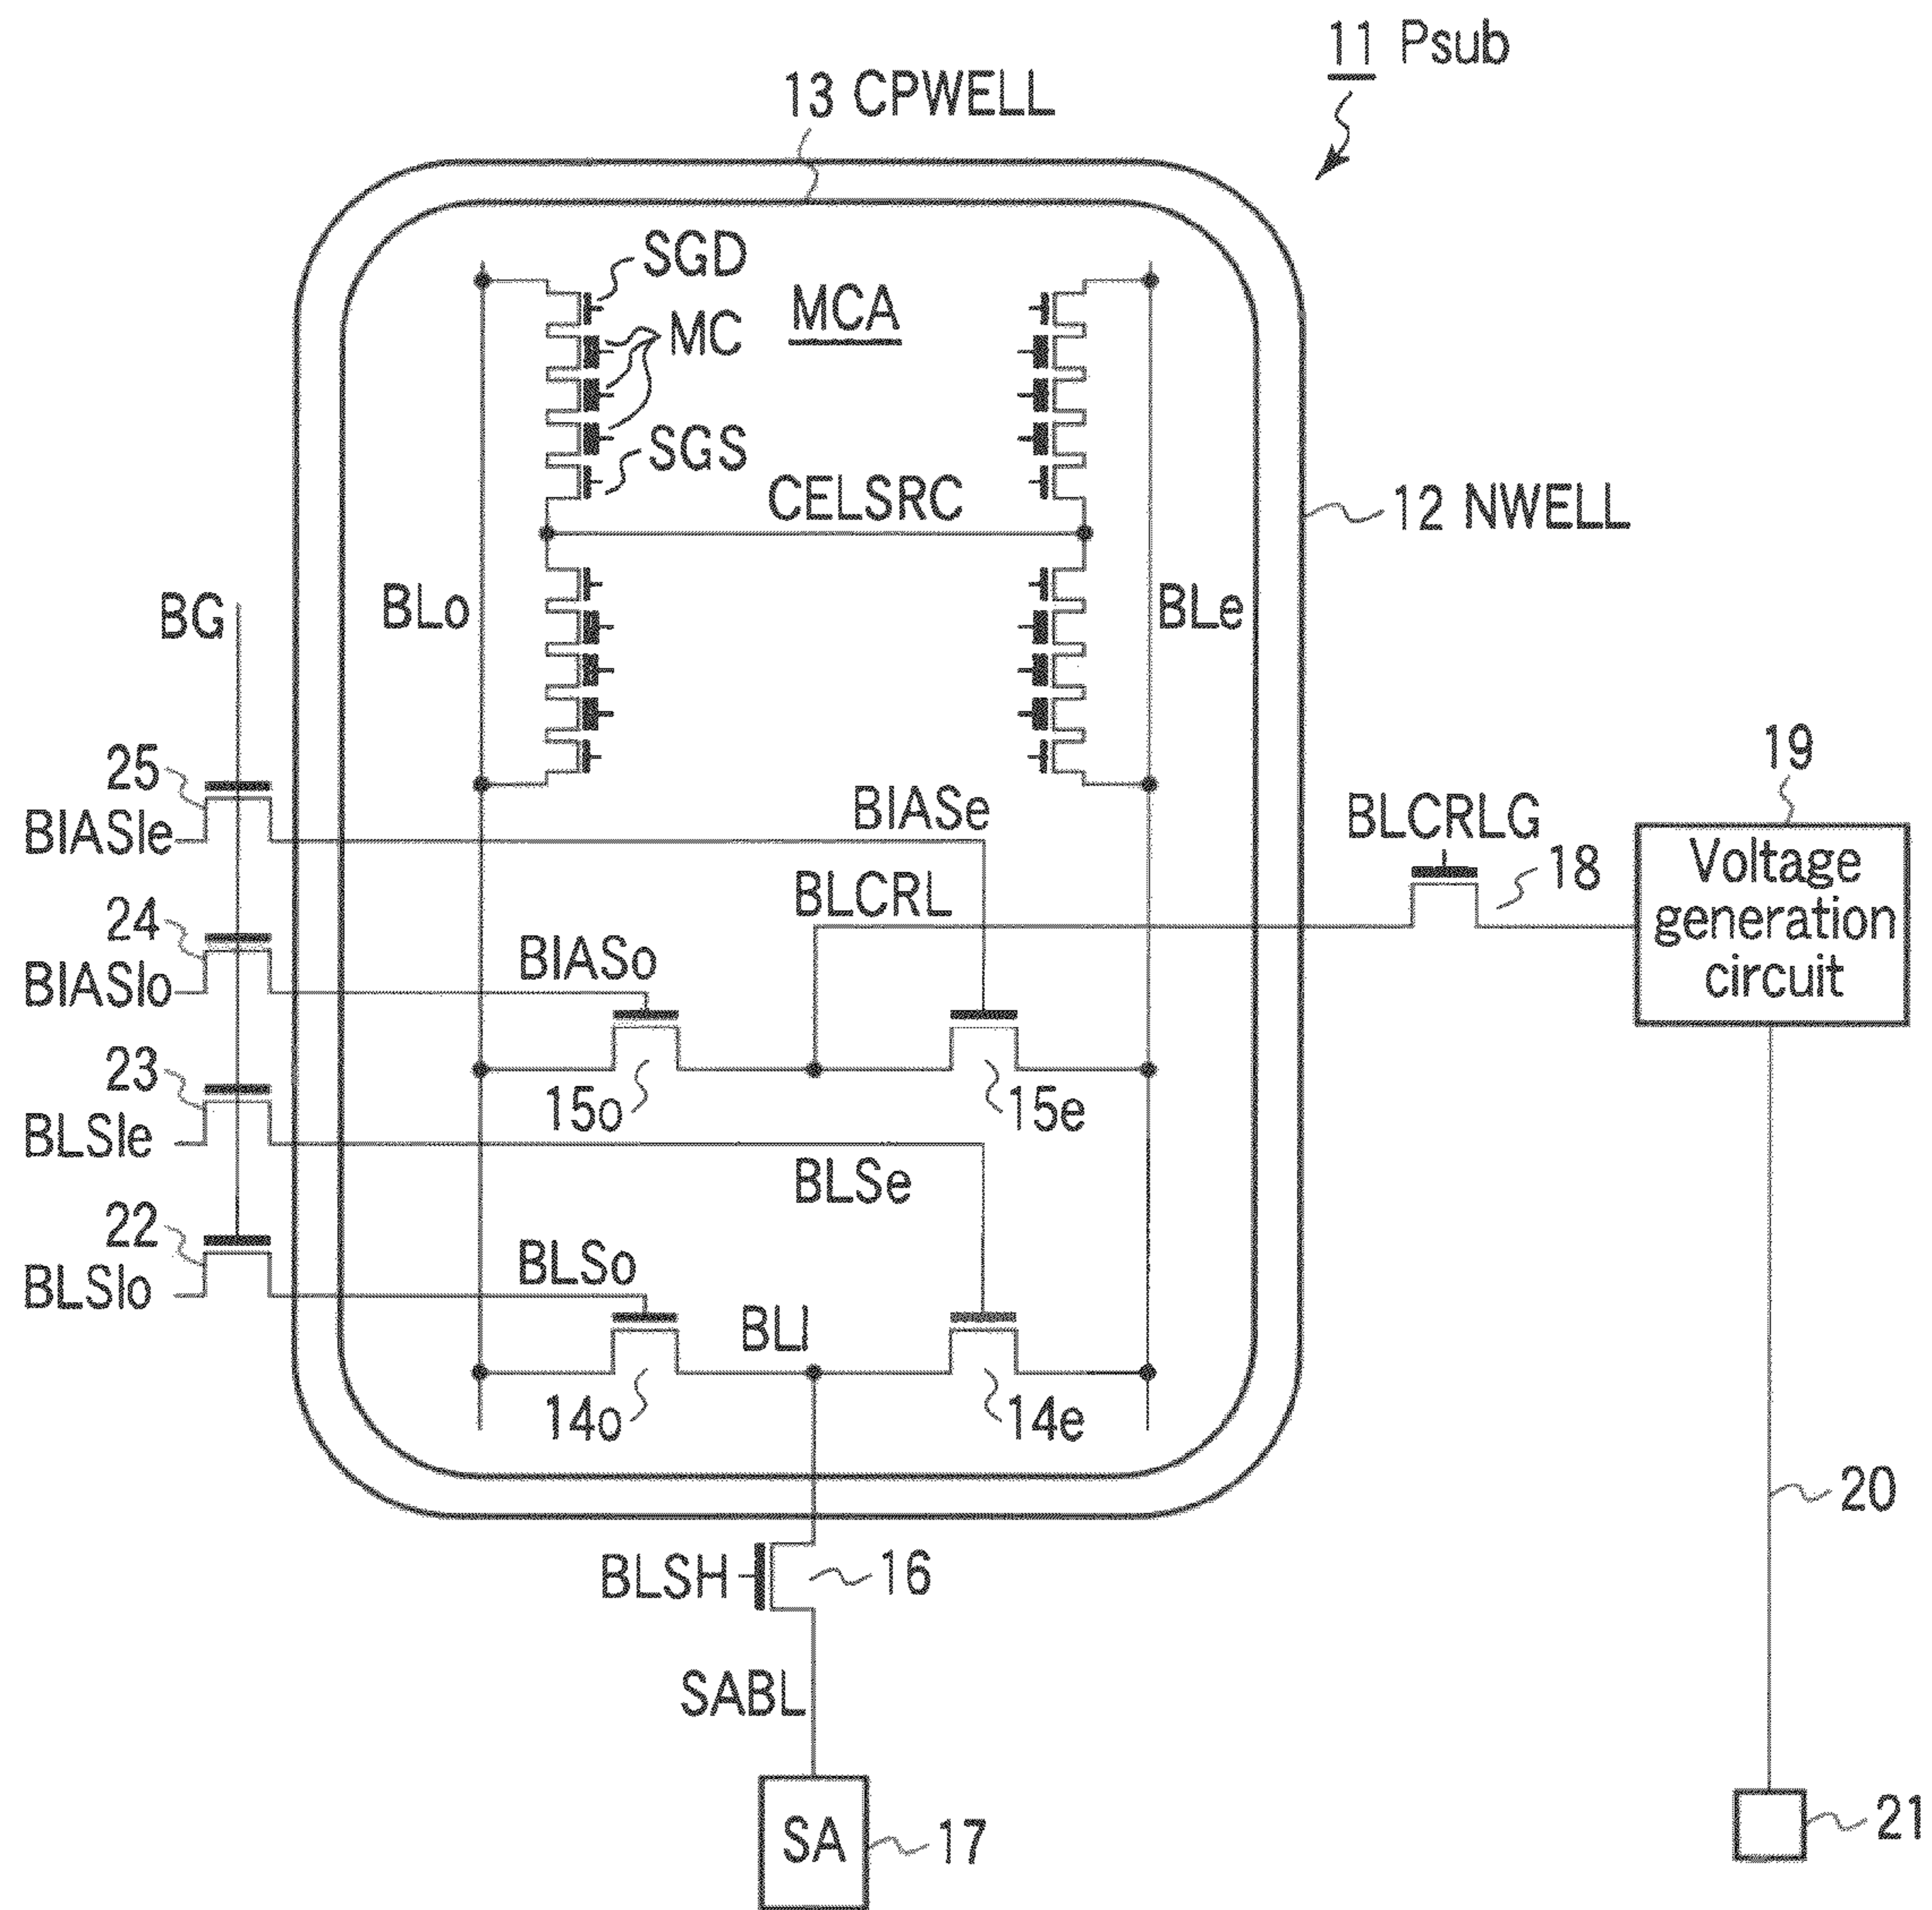 11 Psub
13 CPWELL
SGD
MC
MCA
SGS
CELSRC
12 NWELL
BG
BLo
BLe
25
19
BIASIe
BIASe
BLCRLG
18
Voltage
generation
circuit
BLCRL
24
BIASIo
BIASo
23
15o
15e
BLSIe
BLSe
22
BLSo
BLSIo
BLI
14o
14e
20
BLSH
16
SABL
SA
17
21